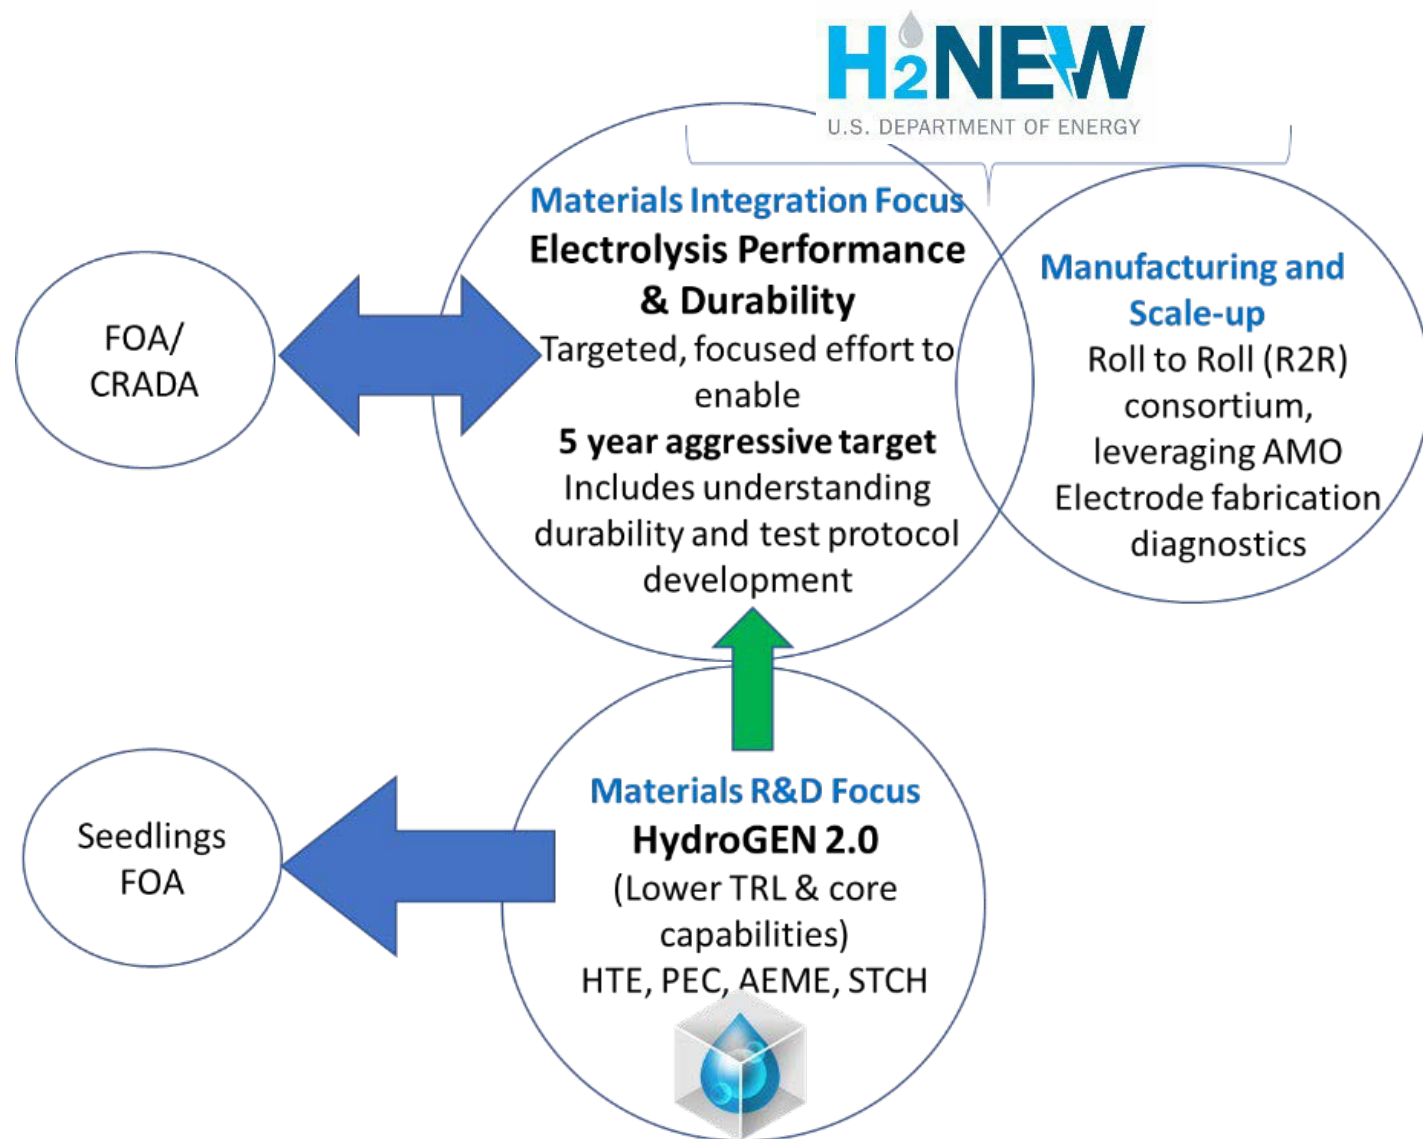 H2NEW
U.S. DEPARTMENT OF ENERGY
Materials Integration Focus
Electrolysis Performance
& Durability
Targeted, focused effort to
enable
5 year aggressive target
Includes understanding
durability and test protocol
development
Manufacturing and
Scale-up
Roll to Roll (R2R)
consortium,
leveraging AMO
Electrode fabrication
diagnostics
FOA/
CRADA
Materials R&D Focus
HydroGEN 2.0
(Lower TRL & core
capabilities)
HTE, PEC, AEME, STCH
Seedlings
FOA